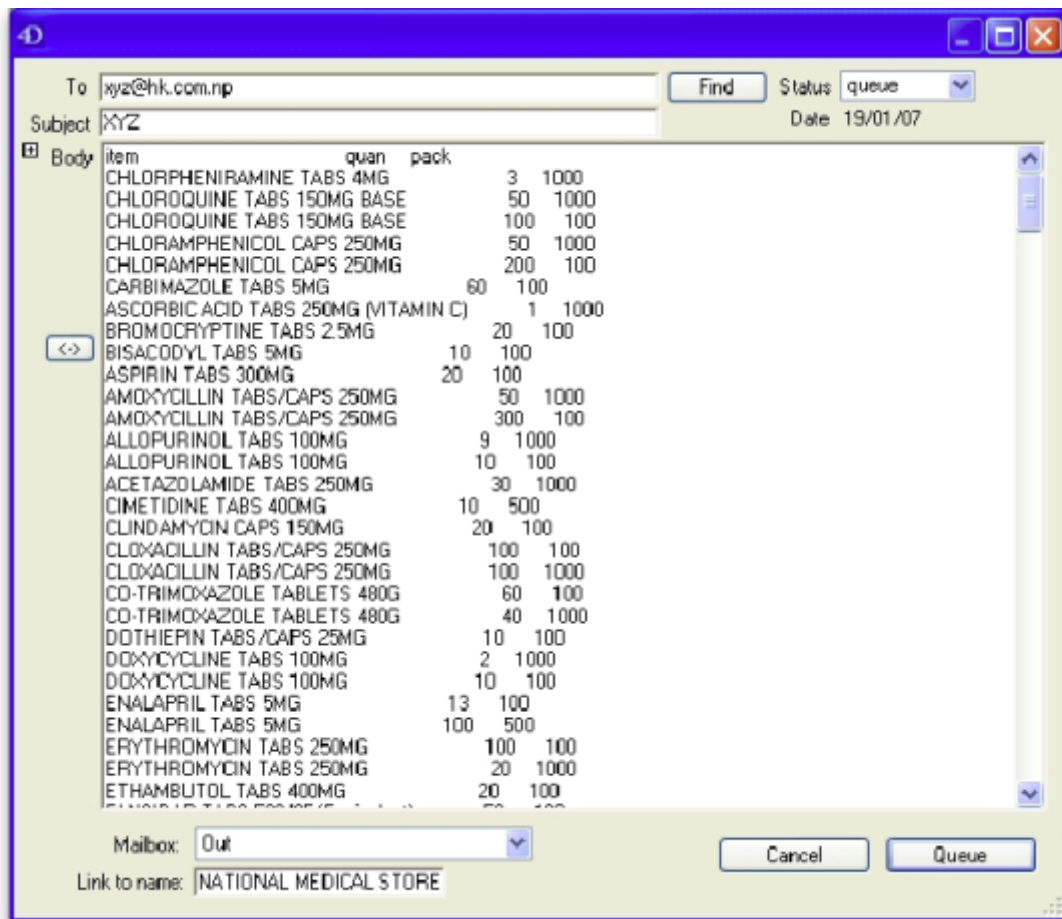 4D
To xyz@hk.com.np Find Status queue
Subject XYZ Date 19/01/07
Body item quan pack
CHLORPHENIRAMINE TABS 4MG 3 1000
CHLOROQUINE TABS 150MG BASE 50 1000
CHLOROQUINE TABS 150MG BASE 100 100
CHLORAMPHENICOL CAPS 250MG 50 1000
CHLORAMPHENICOL CAPS 250MG 200 100
CARBIMAZOLE TABS 5MG 60 100
ASCORBIC ACID TABS 250MG (VITAMIN C) 1 1000
BROMOCRYPTINE TABS 2.5MG 20 100
<-> BISACODYL TABS 5MG 10 100
ASPIRIN TABS 300MG 20 100
AMOXYCILLIN TABS/CAPS 250MG 50 1000
AMOXYCILLIN TABS/CAPS 250MG 300 100
ALLOPURINOL TABS 100MG 9 1000
ALLOPURINOL TABS 100MG 10 100
ACETAZOLAMIDE TABS 250MG 30 1000
CIMETIDINE TABS 400MG 10 500
CLINDAMYCIN CAPS 150MG 20 100
CLOXACILLIN TABS/CAPS 250MG 100 100
CLOXACILLIN TABS/CAPS 250MG 100 1000
CO-TRIMOXAZOLE TABLETS 480G 60 100
CO-TRIMOXAZOLE TABLETS 480G 40 1000
DOTHIEPIN TABS/CAPS 25MG 10 100
DOXYCYCLINE TABS 100MG 2 1000
DOXYCYCLINE TABS 100MG 10 100
ENALAPRIL TABS 5MG 13 100
ENALAPRIL TABS 5MG 100 500
ERYTHROMYCIN TABS 250MG 100 100
ERYTHROMYCIN TABS 250MG 20 1000
ETHAMBUTOL TABS 400MG 20 100
Mailbox: Out Cancel Queue
Link to name: NATIONAL MEDICAL STORE